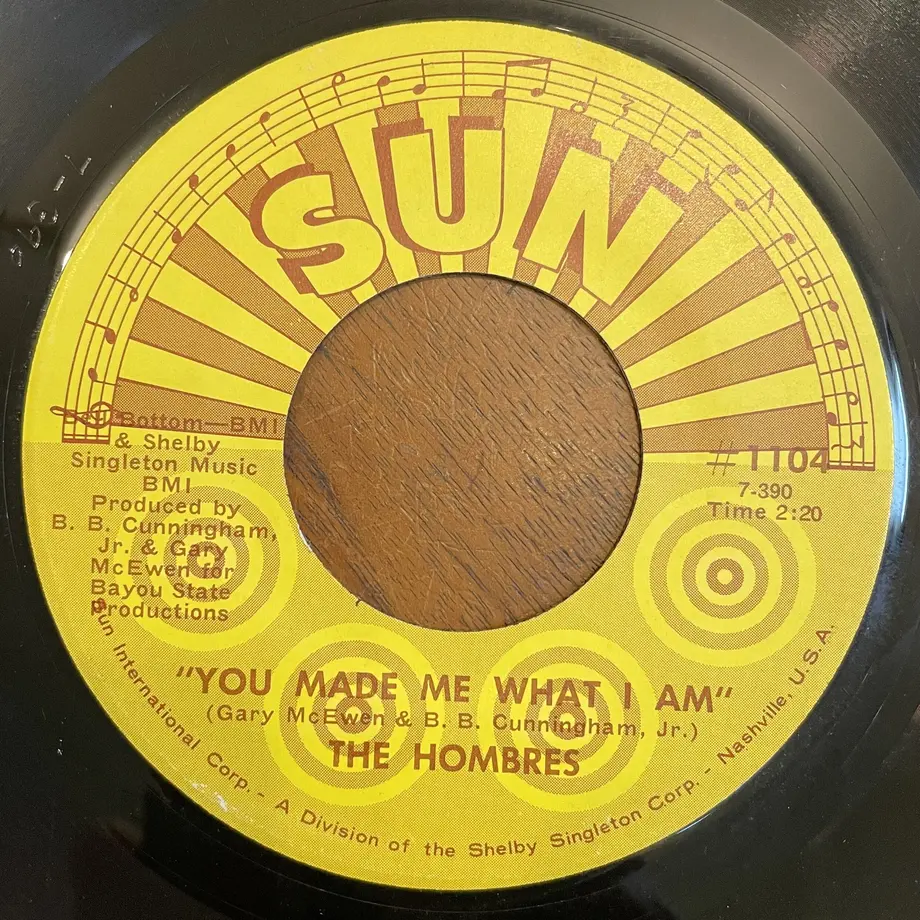 SUN
Bottom—BMI
& Shelby
Singleton Music
BMI
Produced by
B. B. Cunningham,
Jr. & Gary
McEwen for
Bayou State
Productions
#1104
7-390
Time 2:20
"YOU MADE ME WHAT I AM"
(Gary McEwen & B. B. Cunningham, Jr.)
THE HOMBRES
Sun International Corp. - A Division of the Shelby Singleton Corp. - Nashville, U.S.A.
7-390